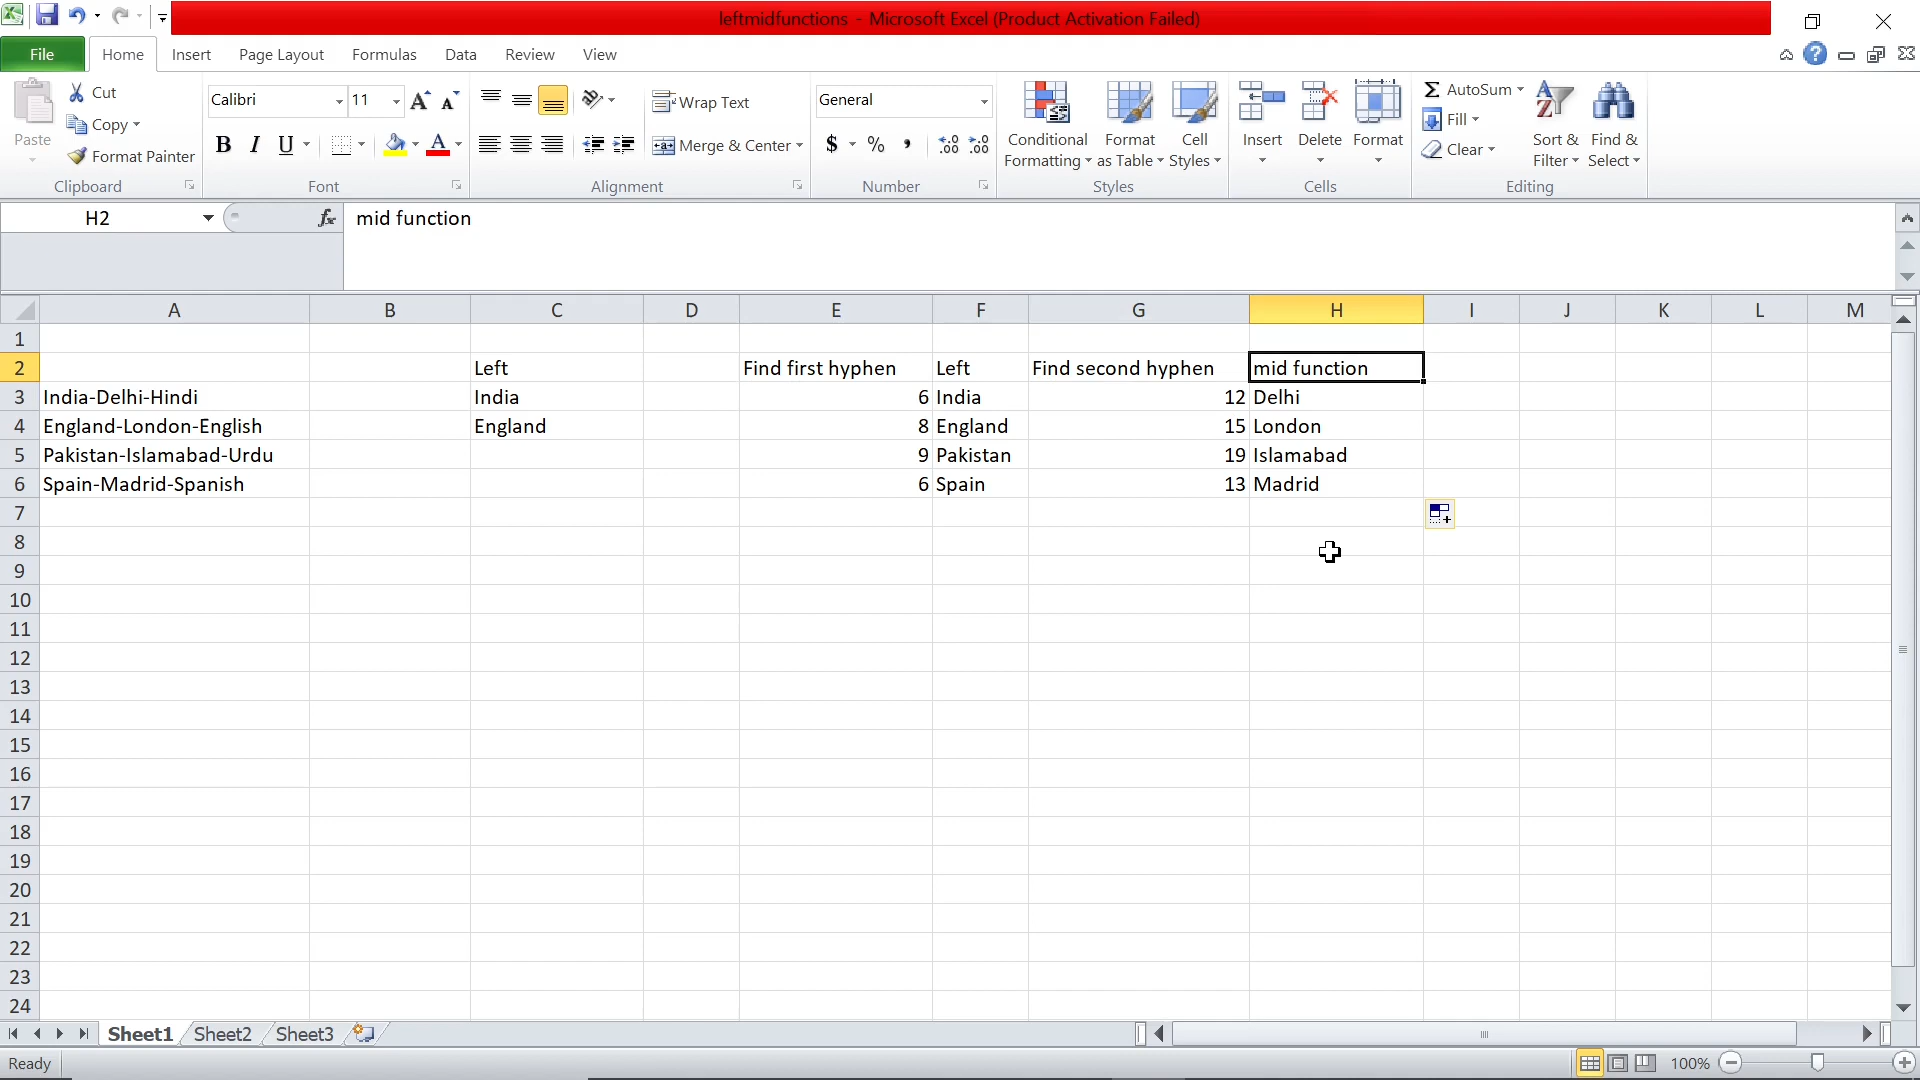 leftmidfunctions - Microsoft Excel (Product Activation Failed)
File Home Insert Page Layout Formulas Data Review View
Paste
Cut
Copy
Format Painter
Clipboard
Calibri 11
B I U
Font
Wrap Text
Merge & Center
Alignment
General
$ % ,
Number
Conditional Formatting
Format as Table
Cell Styles
Styles
Insert Delete Format
Cells
Σ AutoSum
Fill
Clear
Sort & Filter
Find & Select
Editing
H2 fx mid function
A B C D E F G H I J K L M
1
2 Left Find first hyphen Left Find second hyphen mid function
3 India-Delhi-Hindi India 6 India 12 Delhi
4 England-London-English England 8 England 15 London
5 Pakistan-Islamabad-Urdu 9 Pakistan 19 Islamabad
6 Spain-Madrid-Spanish 6 Spain 13 Madrid
7
8
9
10
11
12
13
14
15
16
17
18
19
20
21
22
23
24
Sheet1 Sheet2 Sheet3
Ready 100%